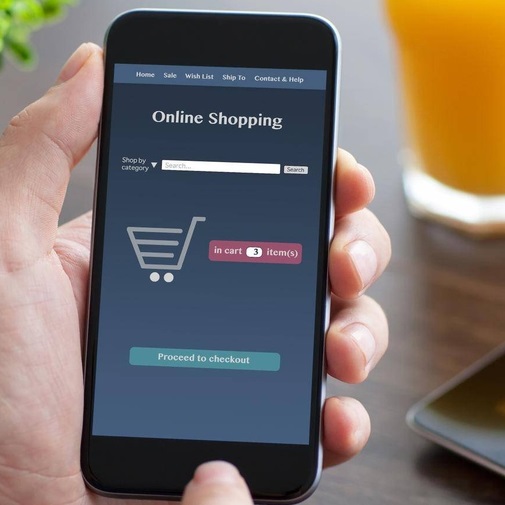 Home Sale Wish List Ship To Contact & Help
Online Shopping
Shop by
category ▼ Search... Search
in cart 3 item(s)
Proceed to checkout